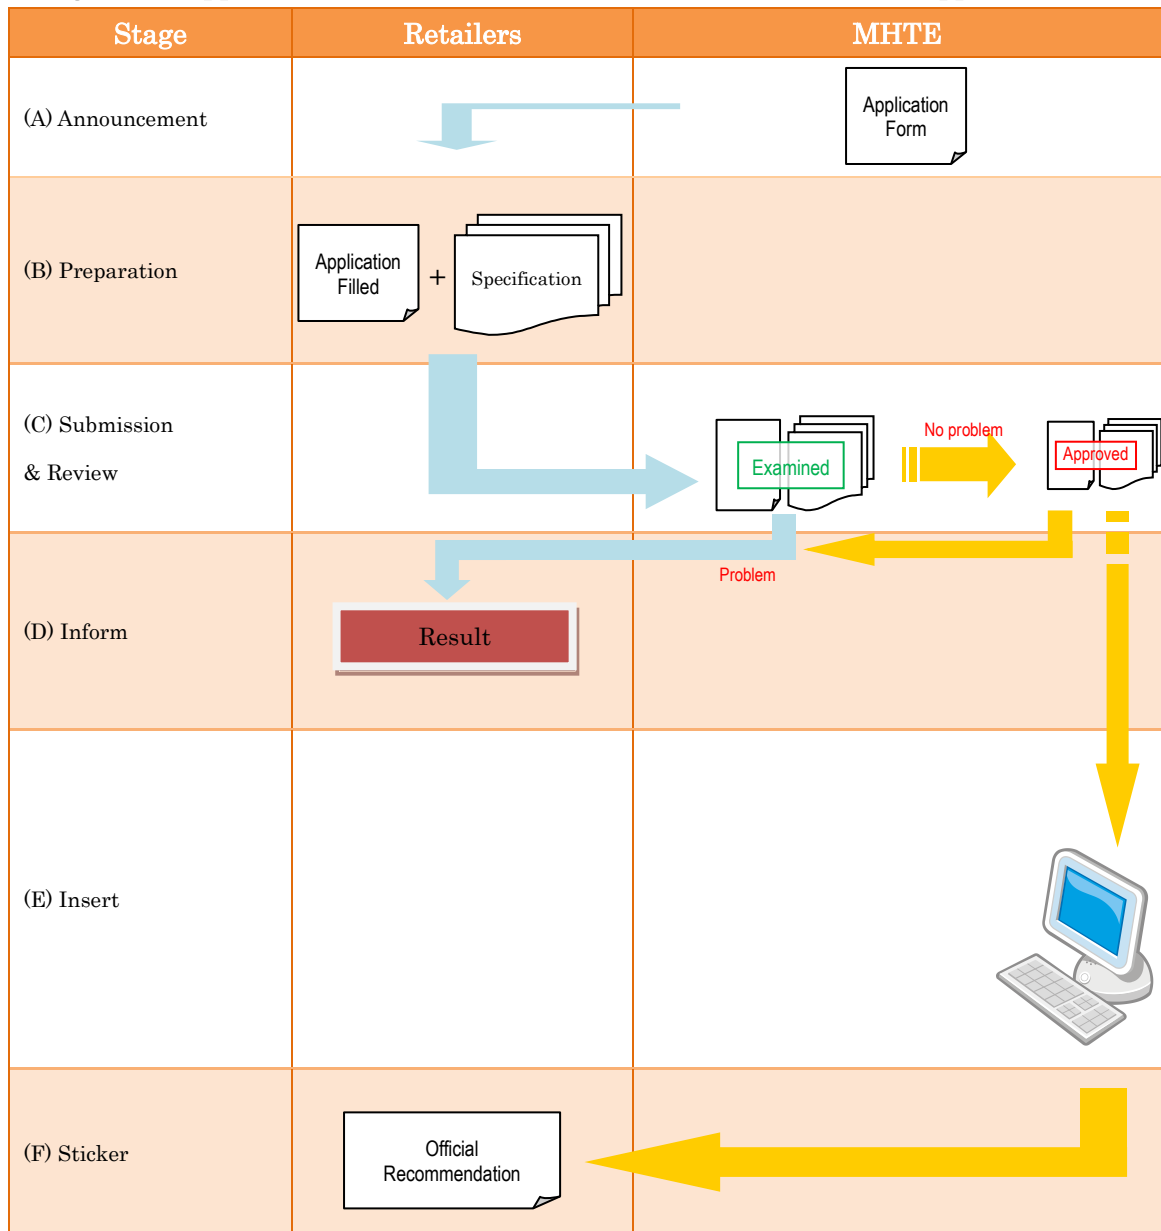 Stage
Retailers
MHTE
(A) Announcement
Application
Form
(B) Preparation
Application
Filled
+
Specification
(C) Submission
& Review
Examined
No problem
Approved
Problem
(D) Inform
Result
(E) Insert
(F) Sticker
Official
Recommendation